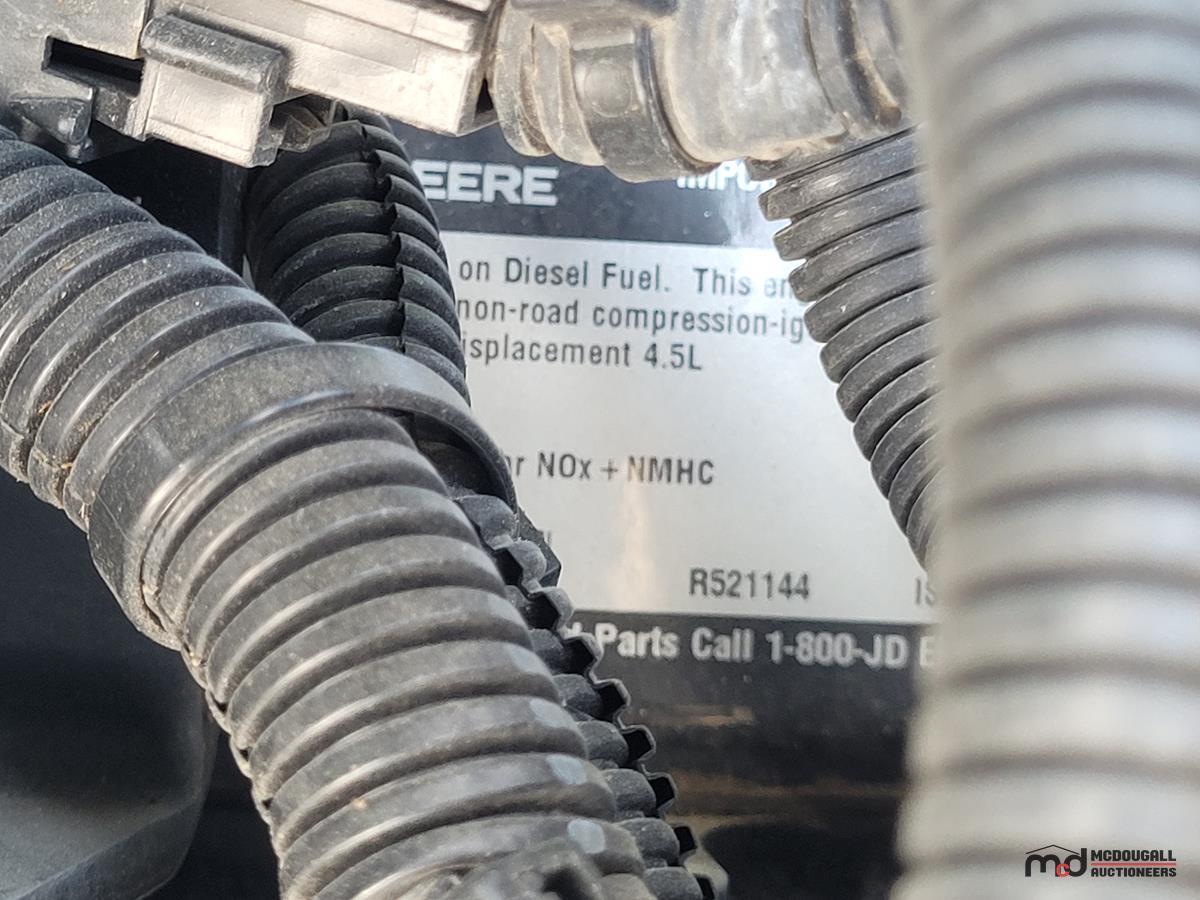 EERE
on Diesel Fuel. This en
non-road compression-ig
isplacement 4.5L
hr NOx + NMHC
R521144
Parts Call 1-800-JD E
MCDOUGALL
AUCTIONEERS